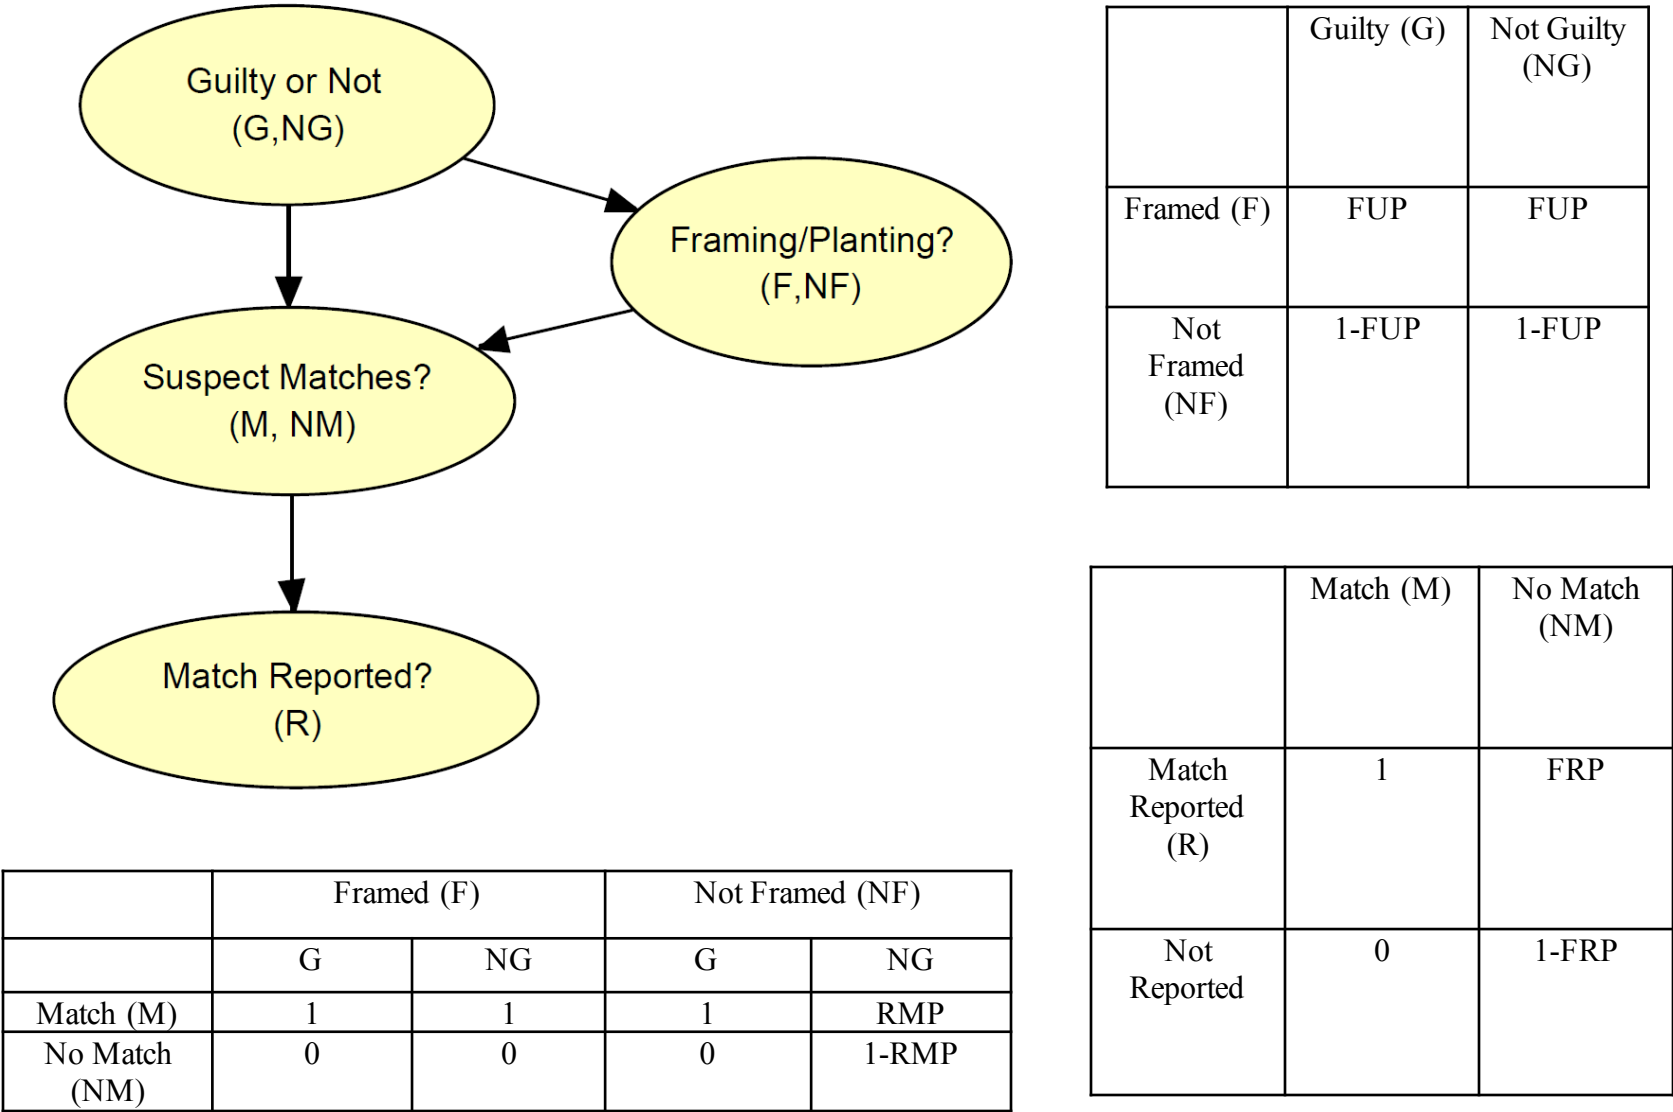 Guilty or Not
(G,NG)
Framing/Planting?
(F,NF)
Suspect Matches?
(M, NM)
Match Reported?
(R)
Guilty (G) Not Guilty
(NG)
Framed (F) FUP FUP
Not 1-FUP 1-FUP
Framed
(NF)
Match (M) No Match
(NM)
Match 1 FRP
Reported
(R)
Not 0 1-FRP
Reported
Framed (F) Not Framed (NF)
G NG G NG
Match (M) 1 1 1 RMP
No Match 0 0 0 1-RMP
(NM)